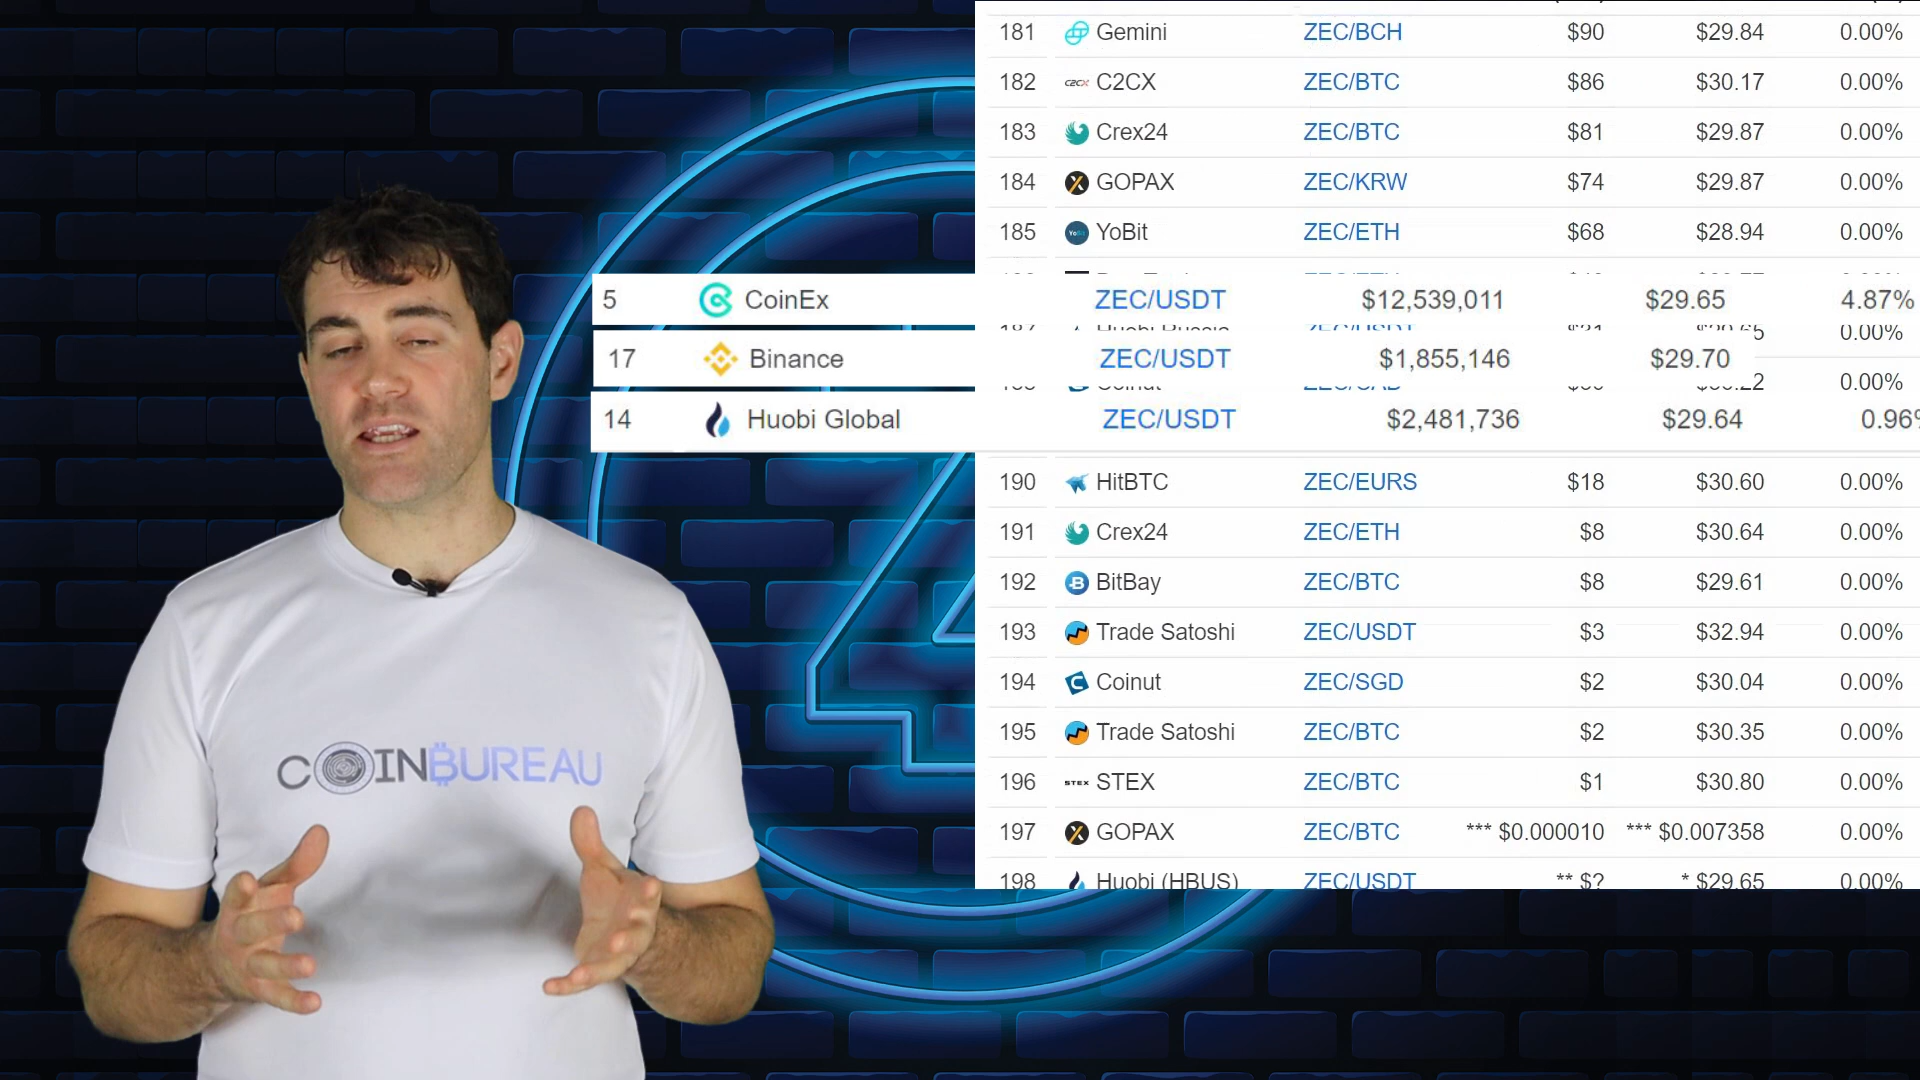 181 Gemini ZEC/BCH $90 $29.84 0.00%
182 C2CX ZEC/BTC $86 $30.17 0.00%
183 Crex24 ZEC/BTC $81 $29.87 0.00%
184 GOPAX ZEC/KRW $74 $29.87 0.00%
185 YoBit ZEC/ETH $68 $28.94 0.00%
5 CoinEx ZEC/USDT $12,539,011 $29.65 4.87%
0.00%
17 Binance ZEC/USDT $1,855,146 $29.70
0.00%
14 Huobi Global ZEC/USDT $2,481,736 $29.64 0.96%
190 HitBTC ZEC/EURS $18 $30.60 0.00%
191 Crex24 ZEC/ETH $8 $30.64 0.00%
192 BitBay ZEC/BTC $8 $29.61 0.00%
193 Trade Satoshi ZEC/USDT $3 $32.94 0.00%
194 Coinut ZEC/SGD $2 $30.04 0.00%
195 Trade Satoshi ZEC/BTC $2 $30.35 0.00%
196 STEX STEX ZEC/BTC $1 $30.80 0.00%
197 GOPAX ZEC/BTC *** $0.000010 *** $0.007358 0.00%
198 Huobi (HBUS) ZEC/USDT ** $? * $29.65 0.00%
COINBUREAU
4